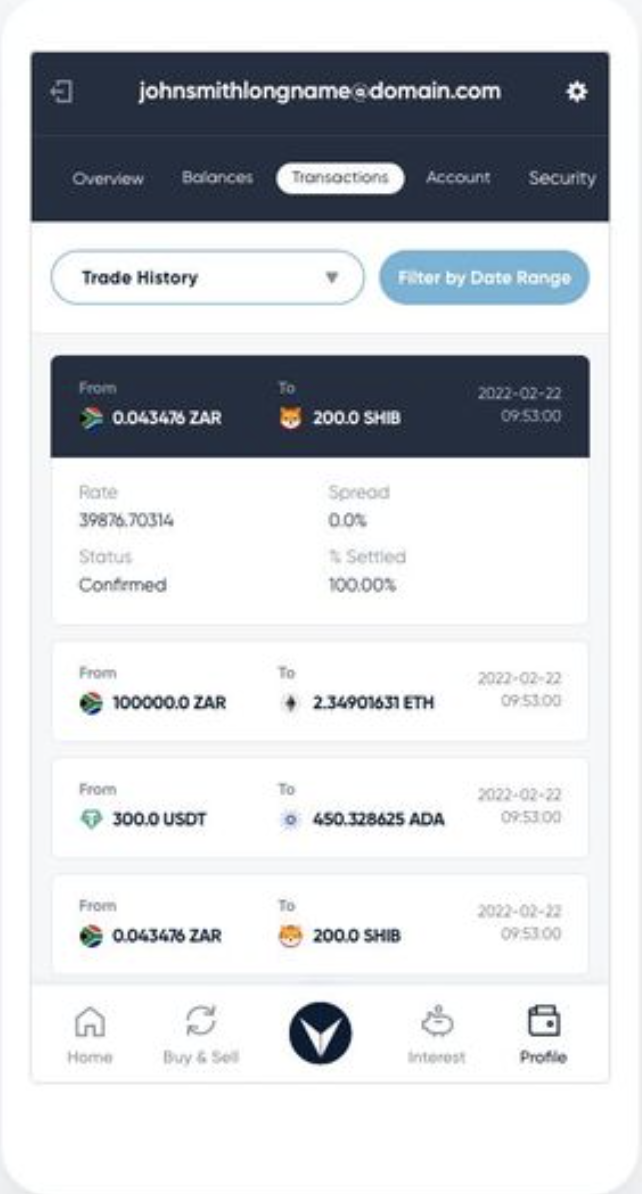 johnsmithlongname@domain.com
Overview Balances Transactions Account Security
Trade History Filter by Date Range
From To 2022-02-22
0.043476 ZAR 200.0 SHIB 09:53:00
Rate Spread
39876.70314 0.0%
Status % Settled
Confirmed 100.00%
From To 2022-02-22
100000.0 ZAR 2.34901631 ETH 09:53:00
From To 2022-02-22
300.0 USDT 450.328625 ADA 09:53:00
From To 2022-02-22
0.043476 ZAR 200.0 SHIB 09:53:00
Home Buy & Sell Interest Profile